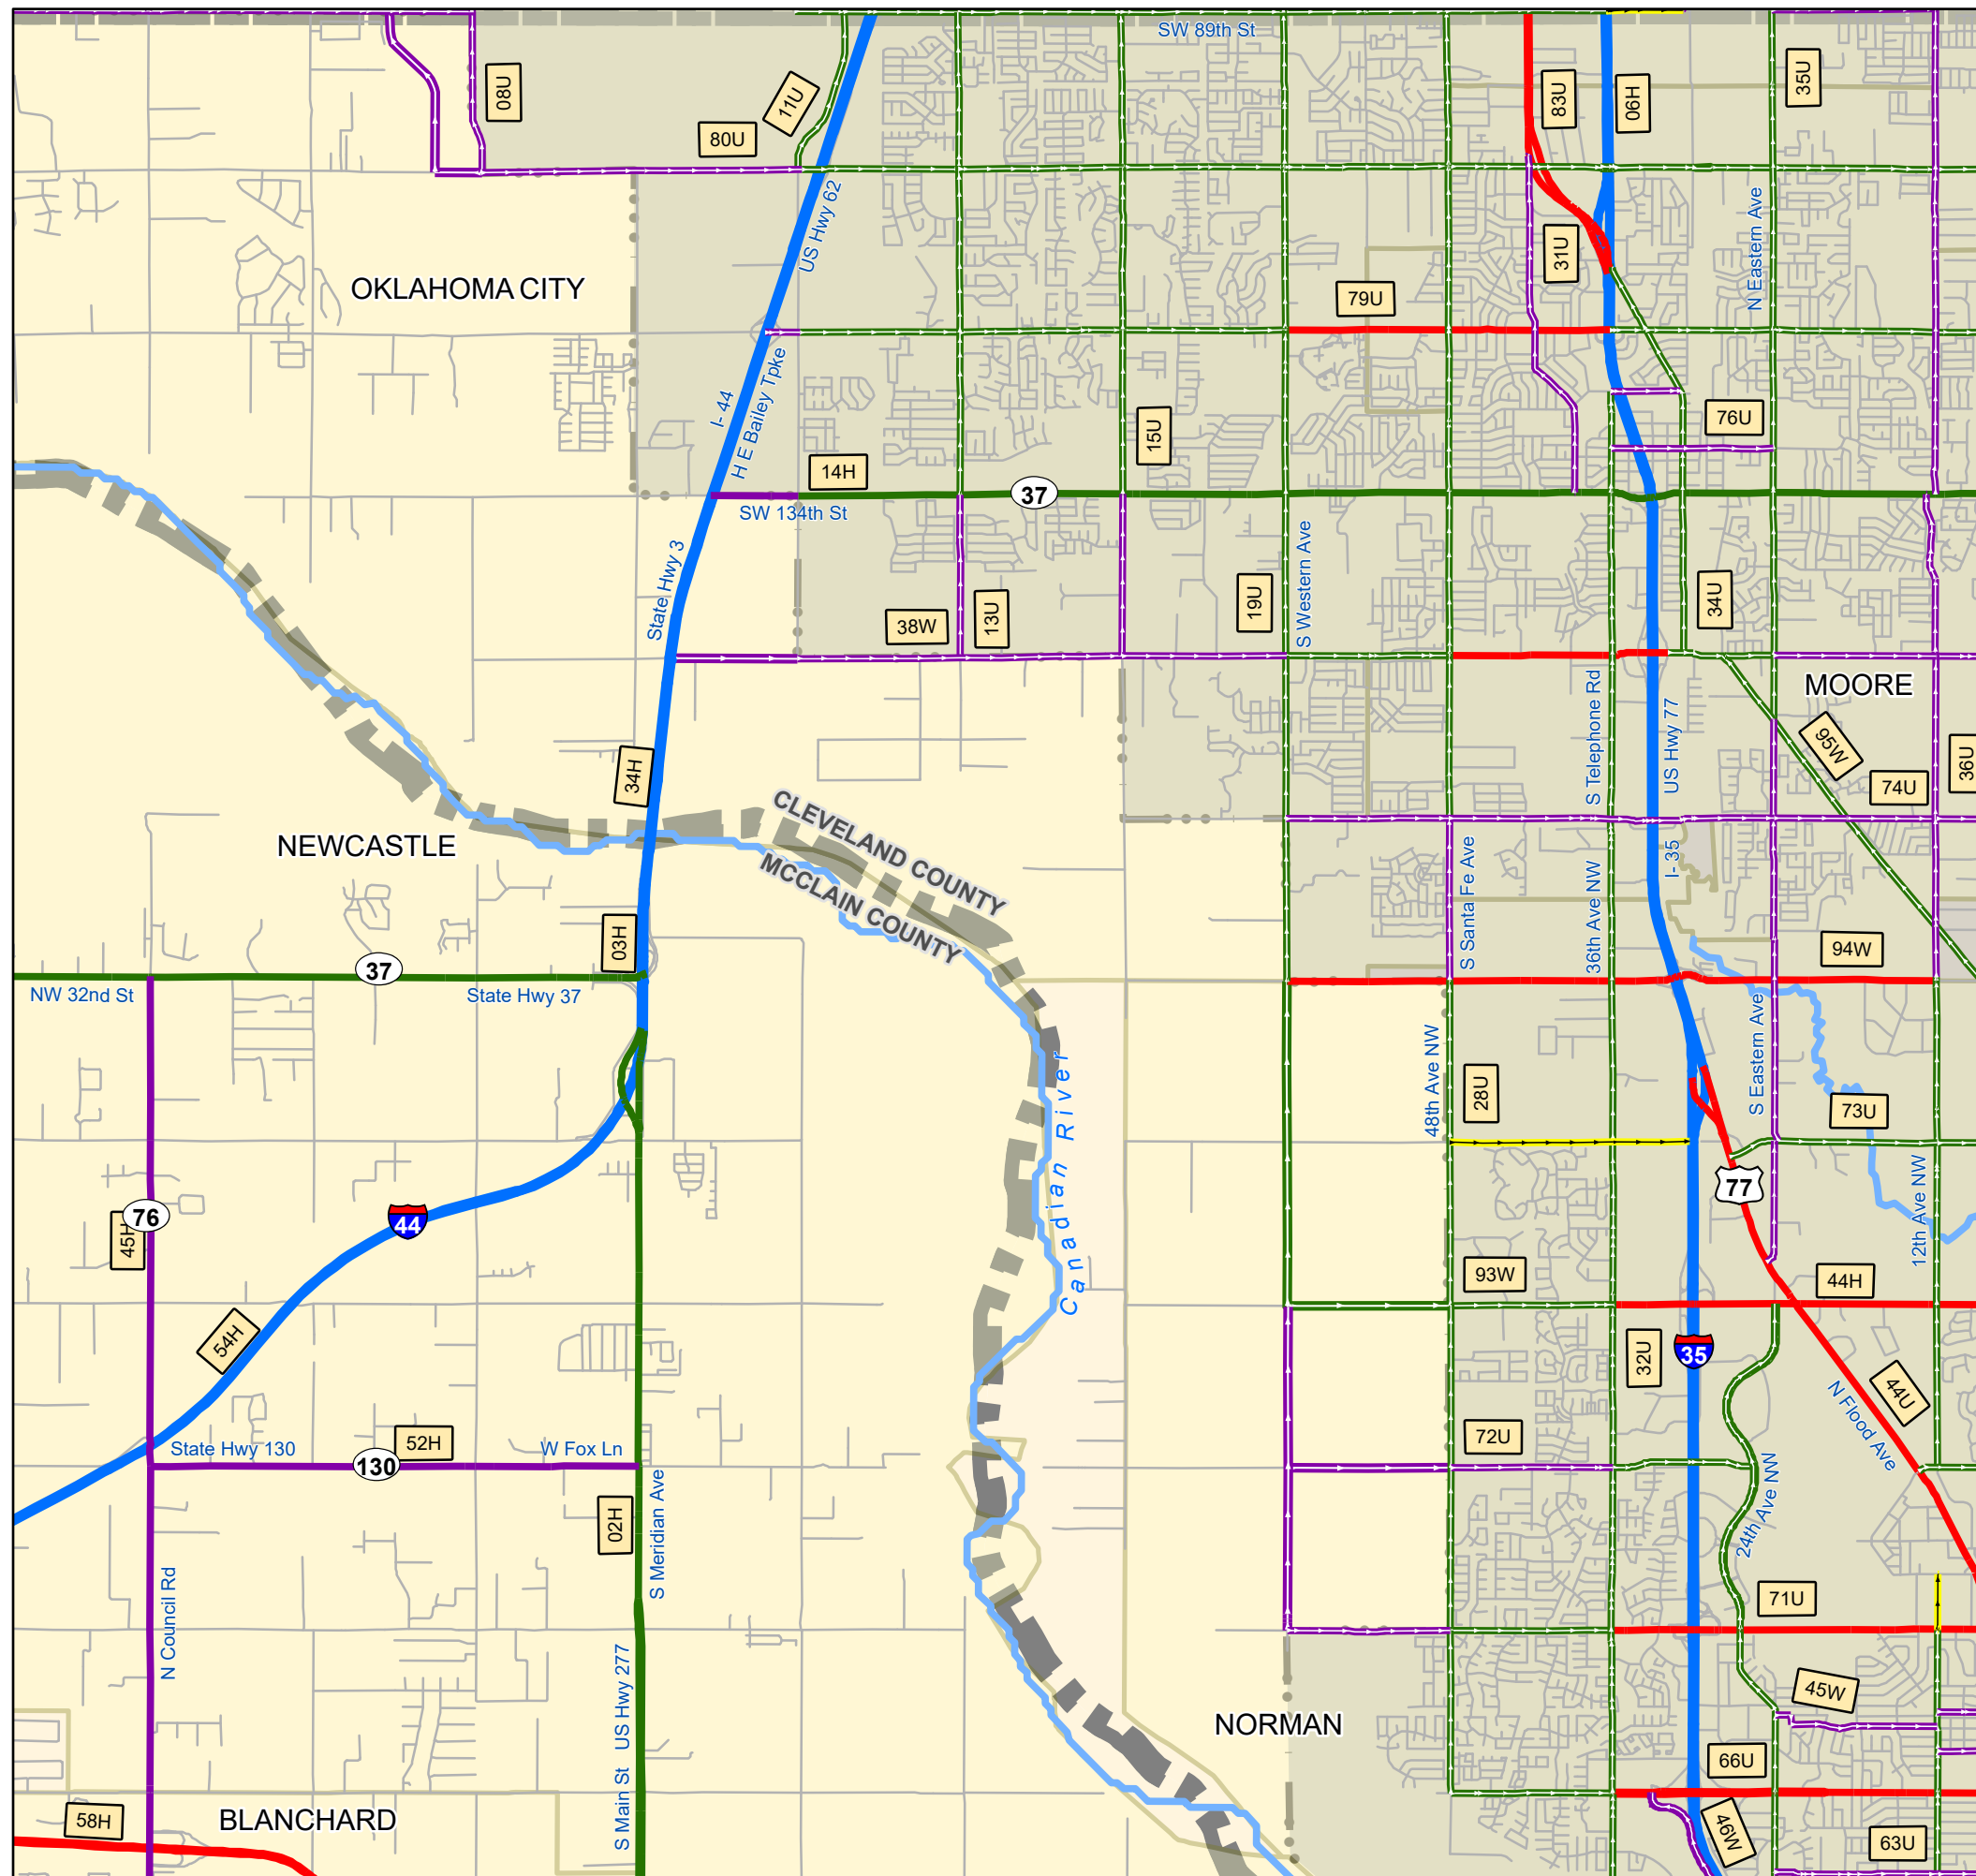 SW 89th St
08U
11U
80U
83U
06H
35U
US Hwy 62
OKLAHOMA CITY
31U
N Eastern Ave
79U
I- 44
H E Bailey Tpke
15U
76U
14H
37
SW 134th St
State Hwy 3
38W
13U
19U
S Western Ave
34U
MOORE
S Telephone Rd
US Hwy 77
95W
36U
74U
34H
CLEVELAND COUNTY
MCCLAIN COUNTY
NEWCASTLE
S Santa Fe Ave
36th Ave NW
I- 35
03H
94W
37
NW 32nd St
State Hwy 37
Canadian River
48th Ave NW
28U
S Eastern Ave
73U
77
12th Ave NW
45H
76
44
93W
44H
54H
32U
35
44U
N Flood Ave
State Hwy 130
52H
W Fox Ln
130
72U
02H
S Meridian Ave
24th Ave NW
71U
N Council Rd
S Main St
US Hwy 277
45W
NORMAN
66U
58H
BLANCHARD
46W
63U